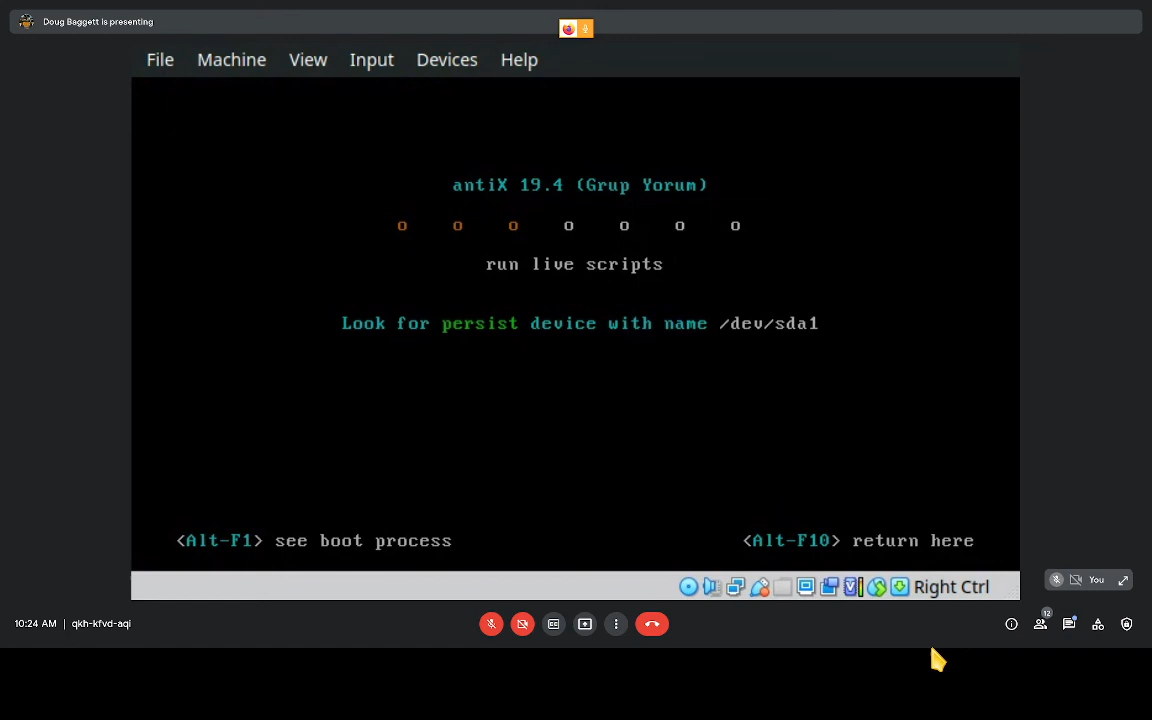 Doug Baggett is presenting
File Machine View Input Devices Help
antiX 19.4 (Grup Yorum)
o o o o o o o
run live scripts
Look for persist device with name /dev/sda1
<Alt-F1> see boot process <Alt-F10> return here
Right Ctrl
You
10:24 AM | qkh-kfvd-aqi
12